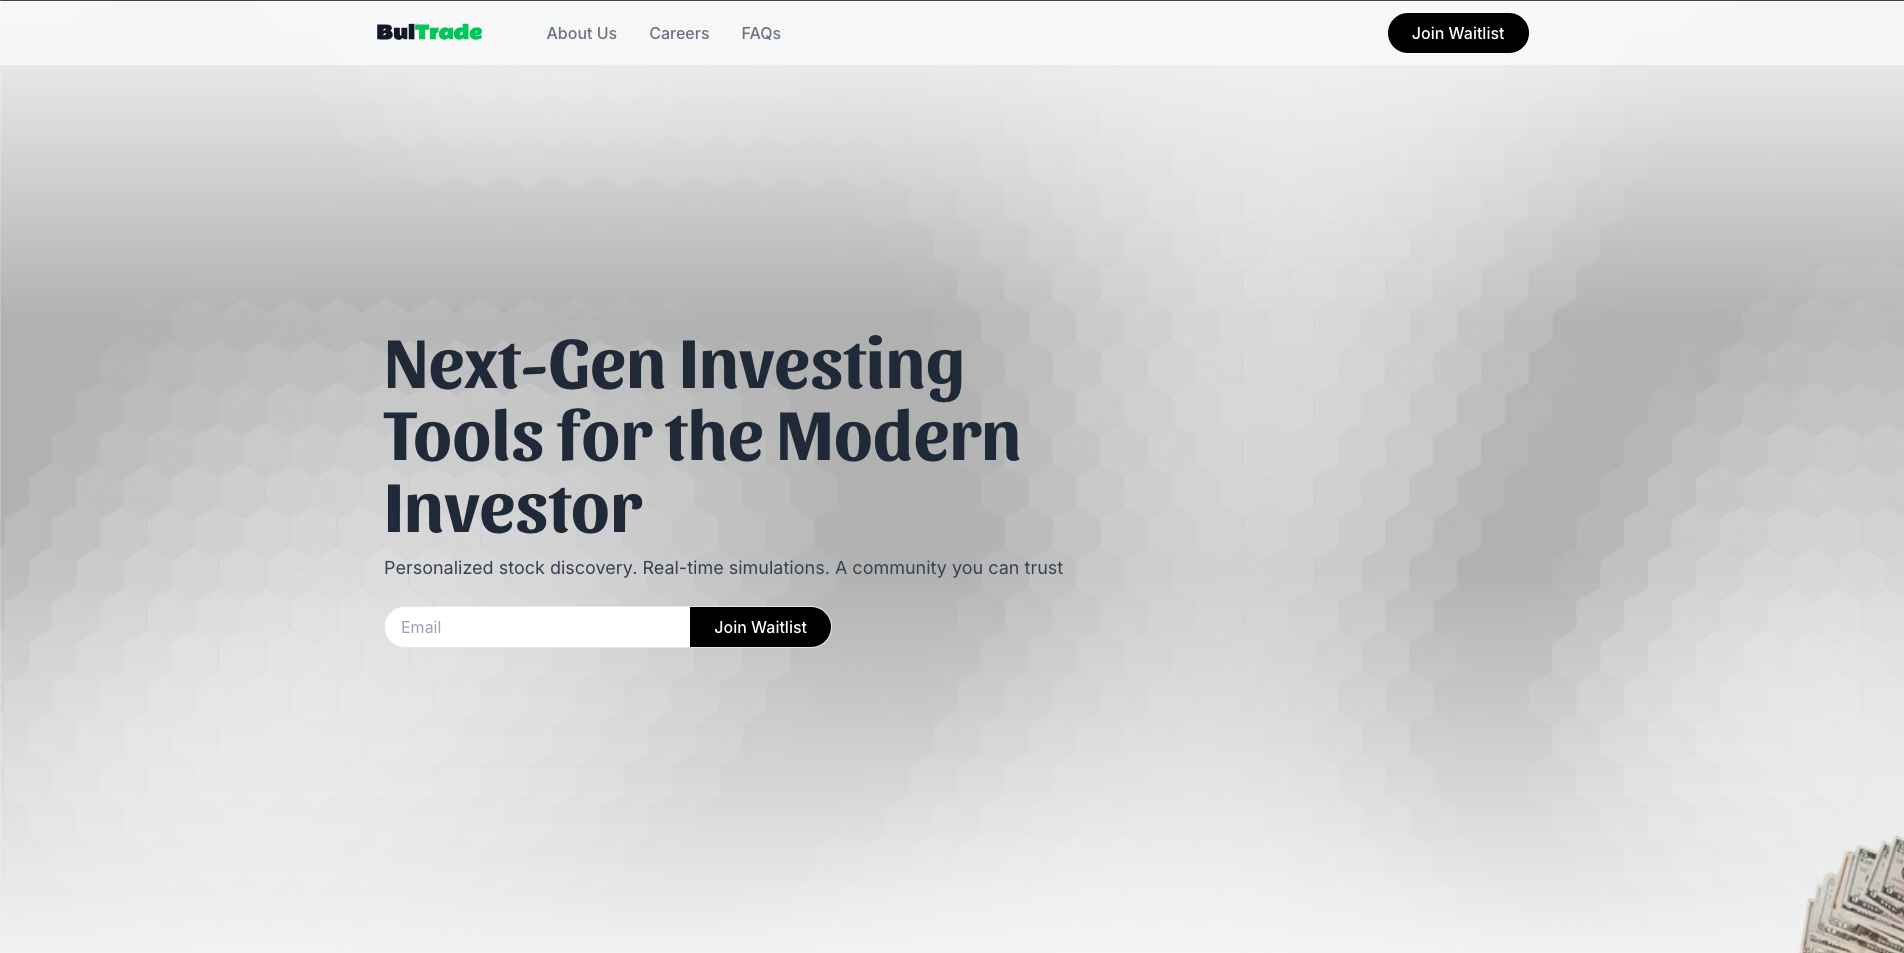 BulTrade
About Us
Careers
FAQs
Join Waitlist
Next-Gen Investing
Tools for the Modern
Investor
Personalized stock discovery. Real-time simulations. A community you can trust
Email
Join Waitlist